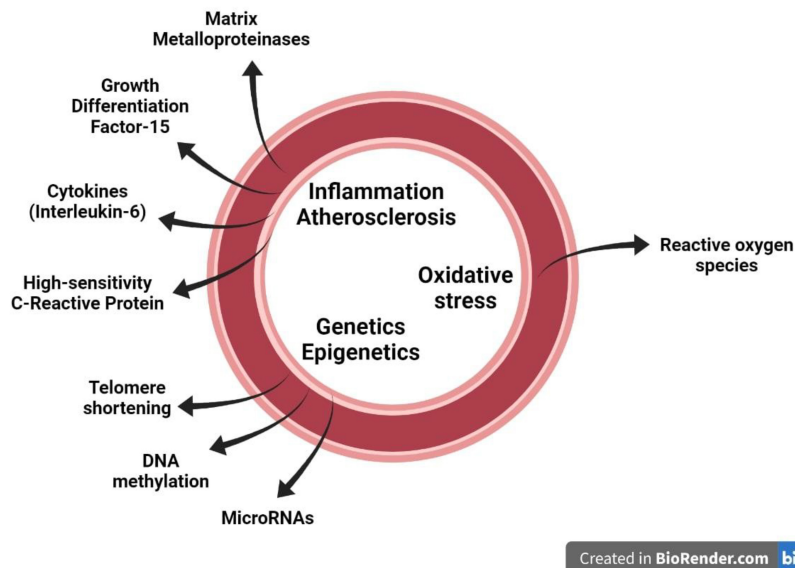 Matrix
Metalloproteinases
Growth
Differentiation
Factor-15
Cytokines
(Interleukin-6)
High-sensitivity
C-Reactive Protein
Inflammation
Atherosclerosis
Oxidative
stress
Genetics
Epigenetics
Reactive oxygen
species
Telomere
shortening
DNA
methylation
MicroRNAs
Created in BioRender.com bi